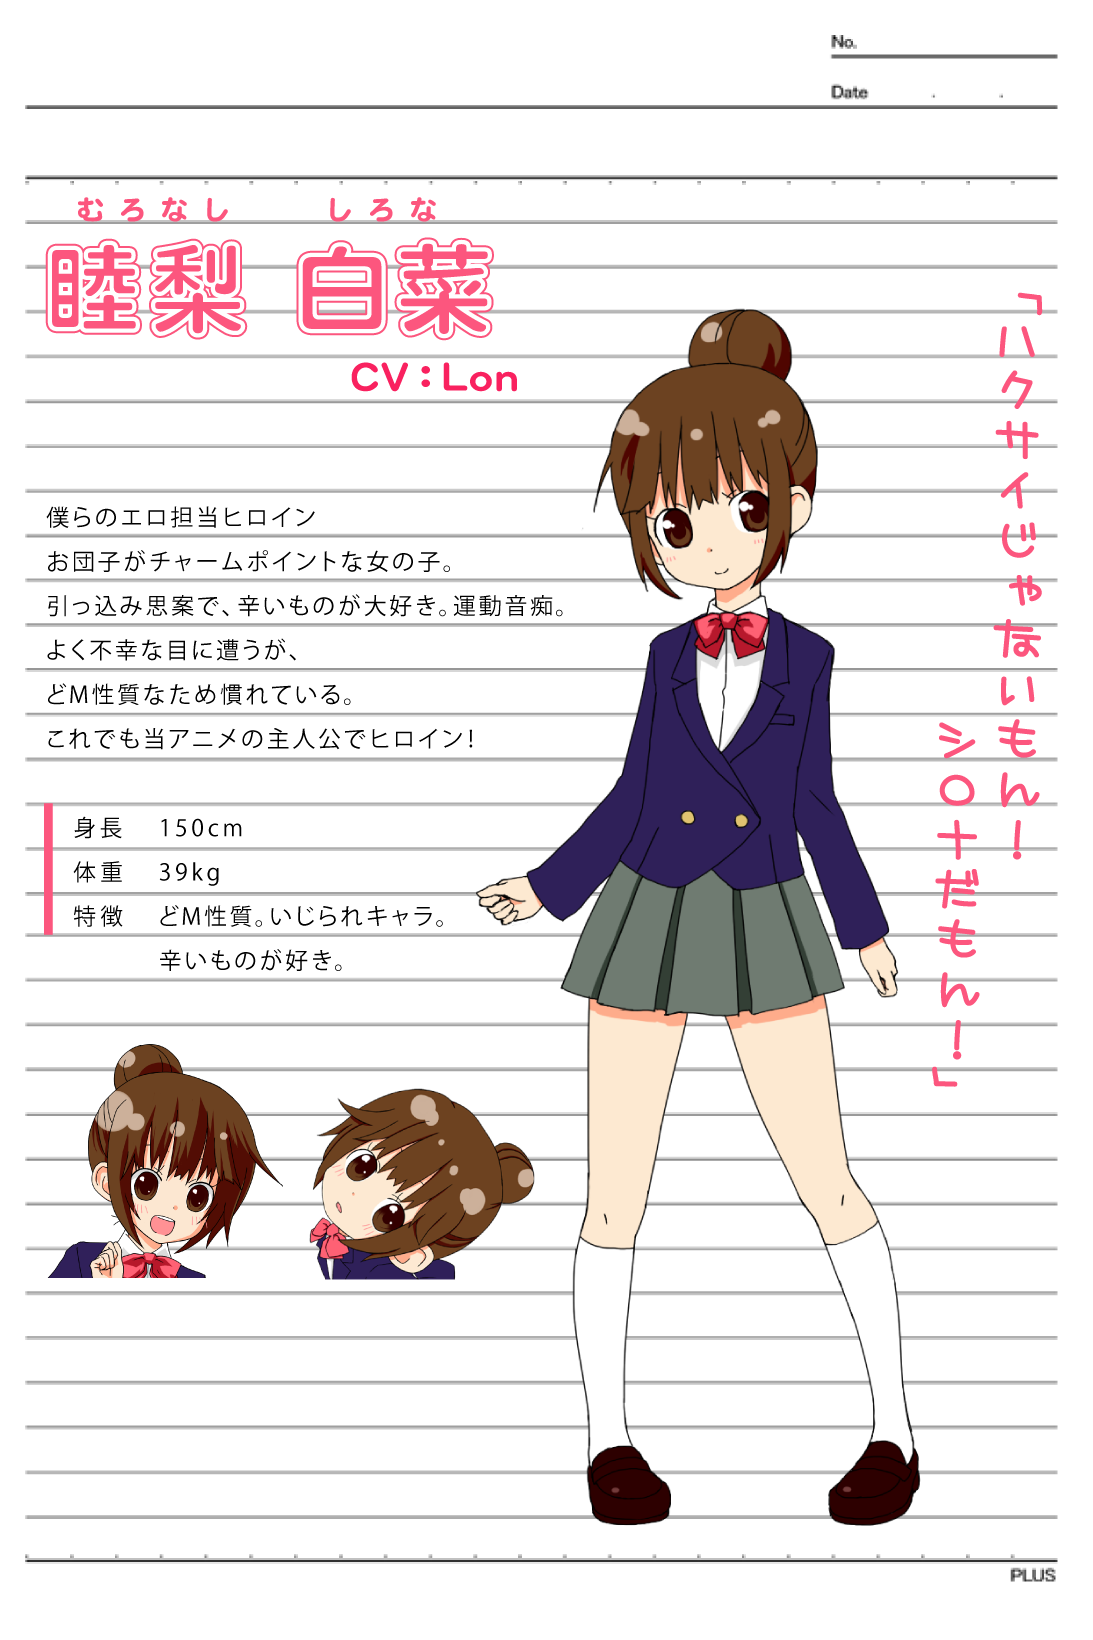 No.
Date . .
むろなし しろな
睦梨 白菜
CV：Lon
「ハクサイじゃないもん！
シロナだもん！」
僕らのエロ担当ヒロイン
お団子がチャームポイントな女の子。
引っ込み思案で、辛いものが大好き。運動音痴。
よく不幸な目に遭うが、
どM性質なため慣れている。
これでも当アニメの主人公でヒロイン！
身長 150cm
体重 39kg
特徴 どM性質。いじられキャラ。
辛いものが好き。
PLUS